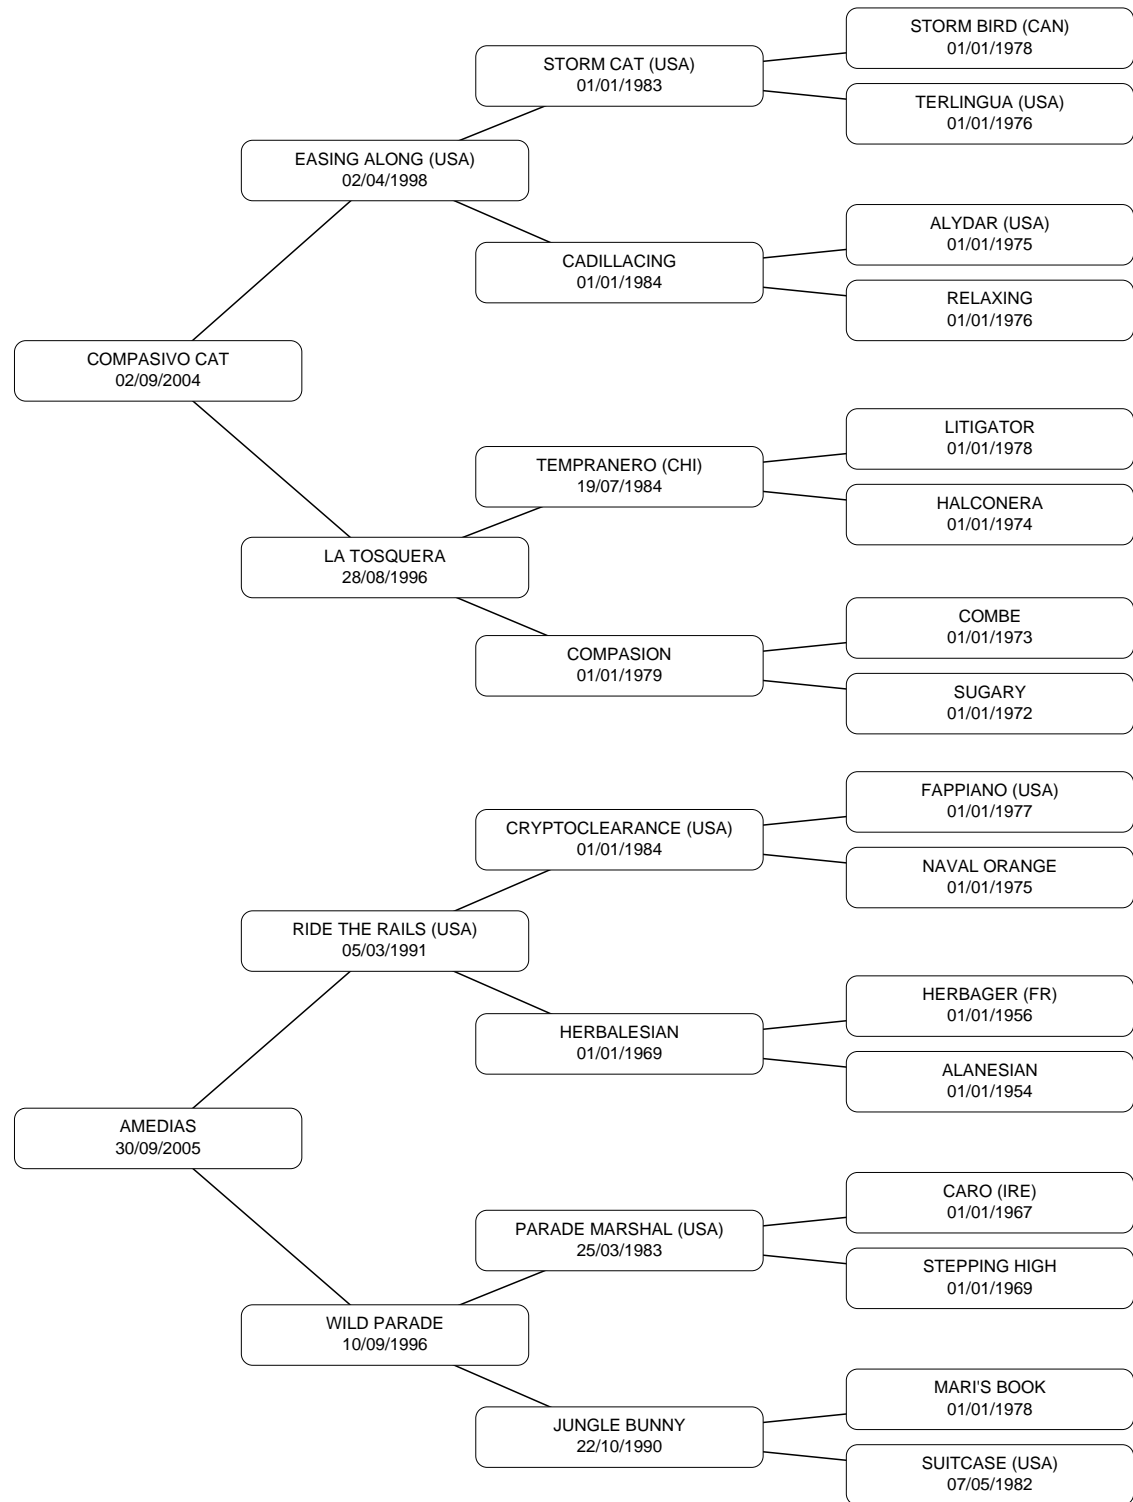 STORM BIRD (CAN)
01/01/1978
STORM CAT (USA)
01/01/1983
TERLINGUA (USA)
01/01/1976
EASING ALONG (USA)
02/04/1998
ALYDAR (USA)
01/01/1975
CADILLACING
01/01/1984
RELAXING
01/01/1976
COMPASIVO CAT
02/09/2004
LITIGATOR
01/01/1978
TEMPRANERO (CHI)
19/07/1984
HALCONERA
01/01/1974
LA TOSQUERA
28/08/1996
COMBE
01/01/1973
COMPASION
01/01/1979
SUGARY
01/01/1972
FAPPIANO (USA)
01/01/1977
CRYPTOCLEARANCE (USA)
01/01/1984
NAVAL ORANGE
01/01/1975
RIDE THE RAILS (USA)
05/03/1991
HERBAGER (FR)
01/01/1956
HERBALESIAN
01/01/1969
ALANESIAN
01/01/1954
AMEDIAS
30/09/2005
CARO (IRE)
01/01/1967
PARADE MARSHAL (USA)
25/03/1983
STEPPING HIGH
01/01/1969
WILD PARADE
10/09/1996
MARI'S BOOK
01/01/1978
JUNGLE BUNNY
22/10/1990
SUITCASE (USA)
07/05/1982